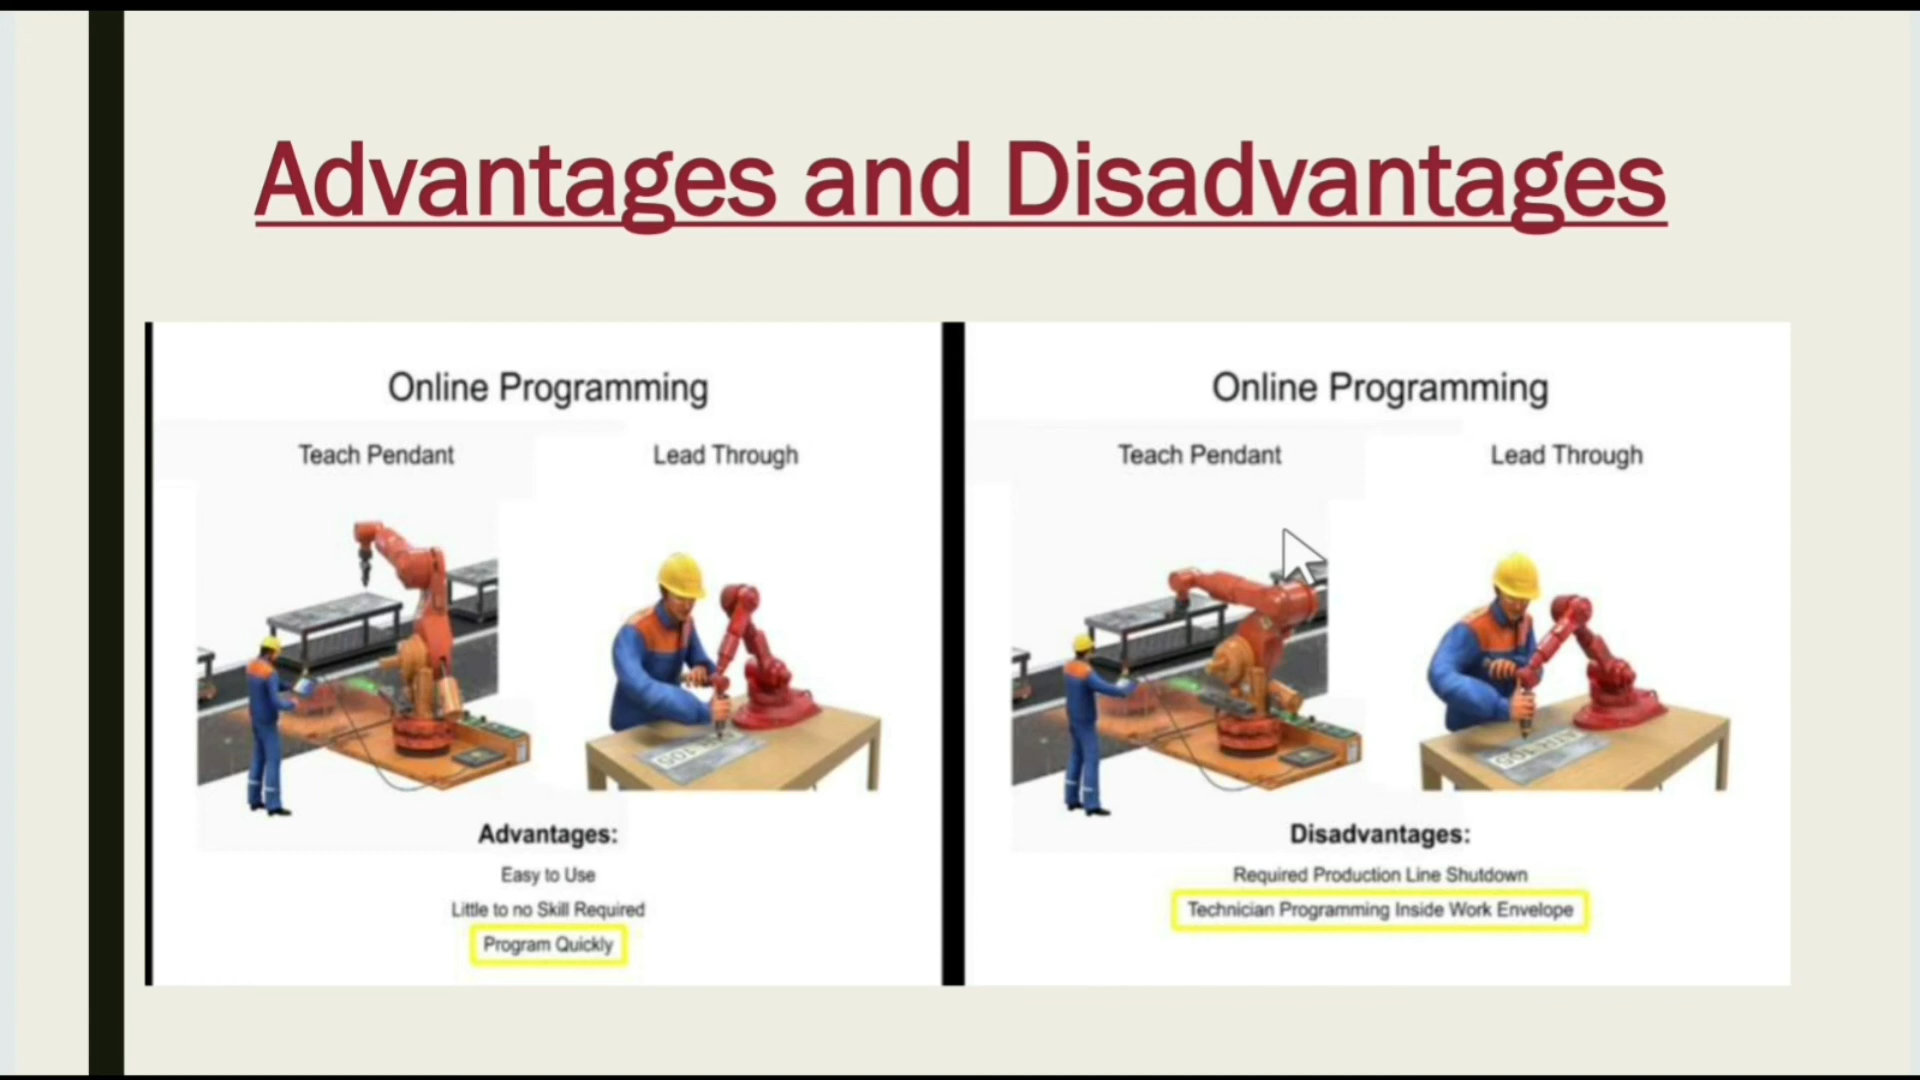 Advantages and Disadvantages
Online Programming
Teach Pendant
Lead Through
Advantages:
Easy to Use
Little to no Skill Required
Program Quickly
Online Programming
Teach Pendant
Lead Through
Disadvantages:
Required Production Line Shutdown
Technician Programming Inside Work Envelope